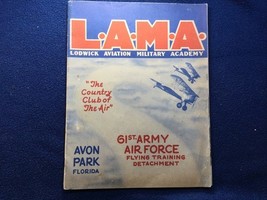 L.A.M.A.
LODWICK AVIATION MILITARY ACADEMY
"The
Country
Club of
The Air"
61ST ARMY
AIR FORCE
FLYING TRAINING
DETACHMENT
AVON
PARK
FLORIDA